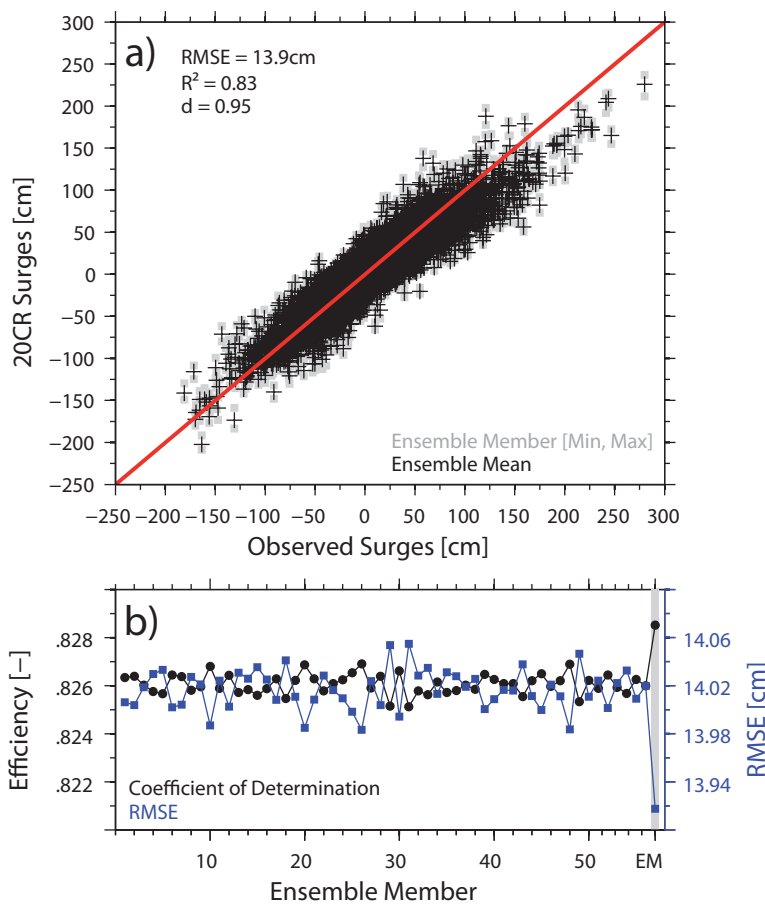 a)
RMSE = 13.9cm
R² = 0.83
d = 0.95
300
250
200
150
100
50
0
−50
−100
−150
−200
−250
20CR Surges [cm]
Ensemble Member [Min, Max]
Ensemble Mean
−250 −200 −150 −100 −50 0 50 100 150 200 250 300
Observed Surges [cm]
b)
.828
.826
.824
.822
Efficiency [−]
14.06
14.02
13.98
13.94
RMSE [cm]
Coefficient of Determination
RMSE
10 20 30 40 50 EM
Ensemble Member